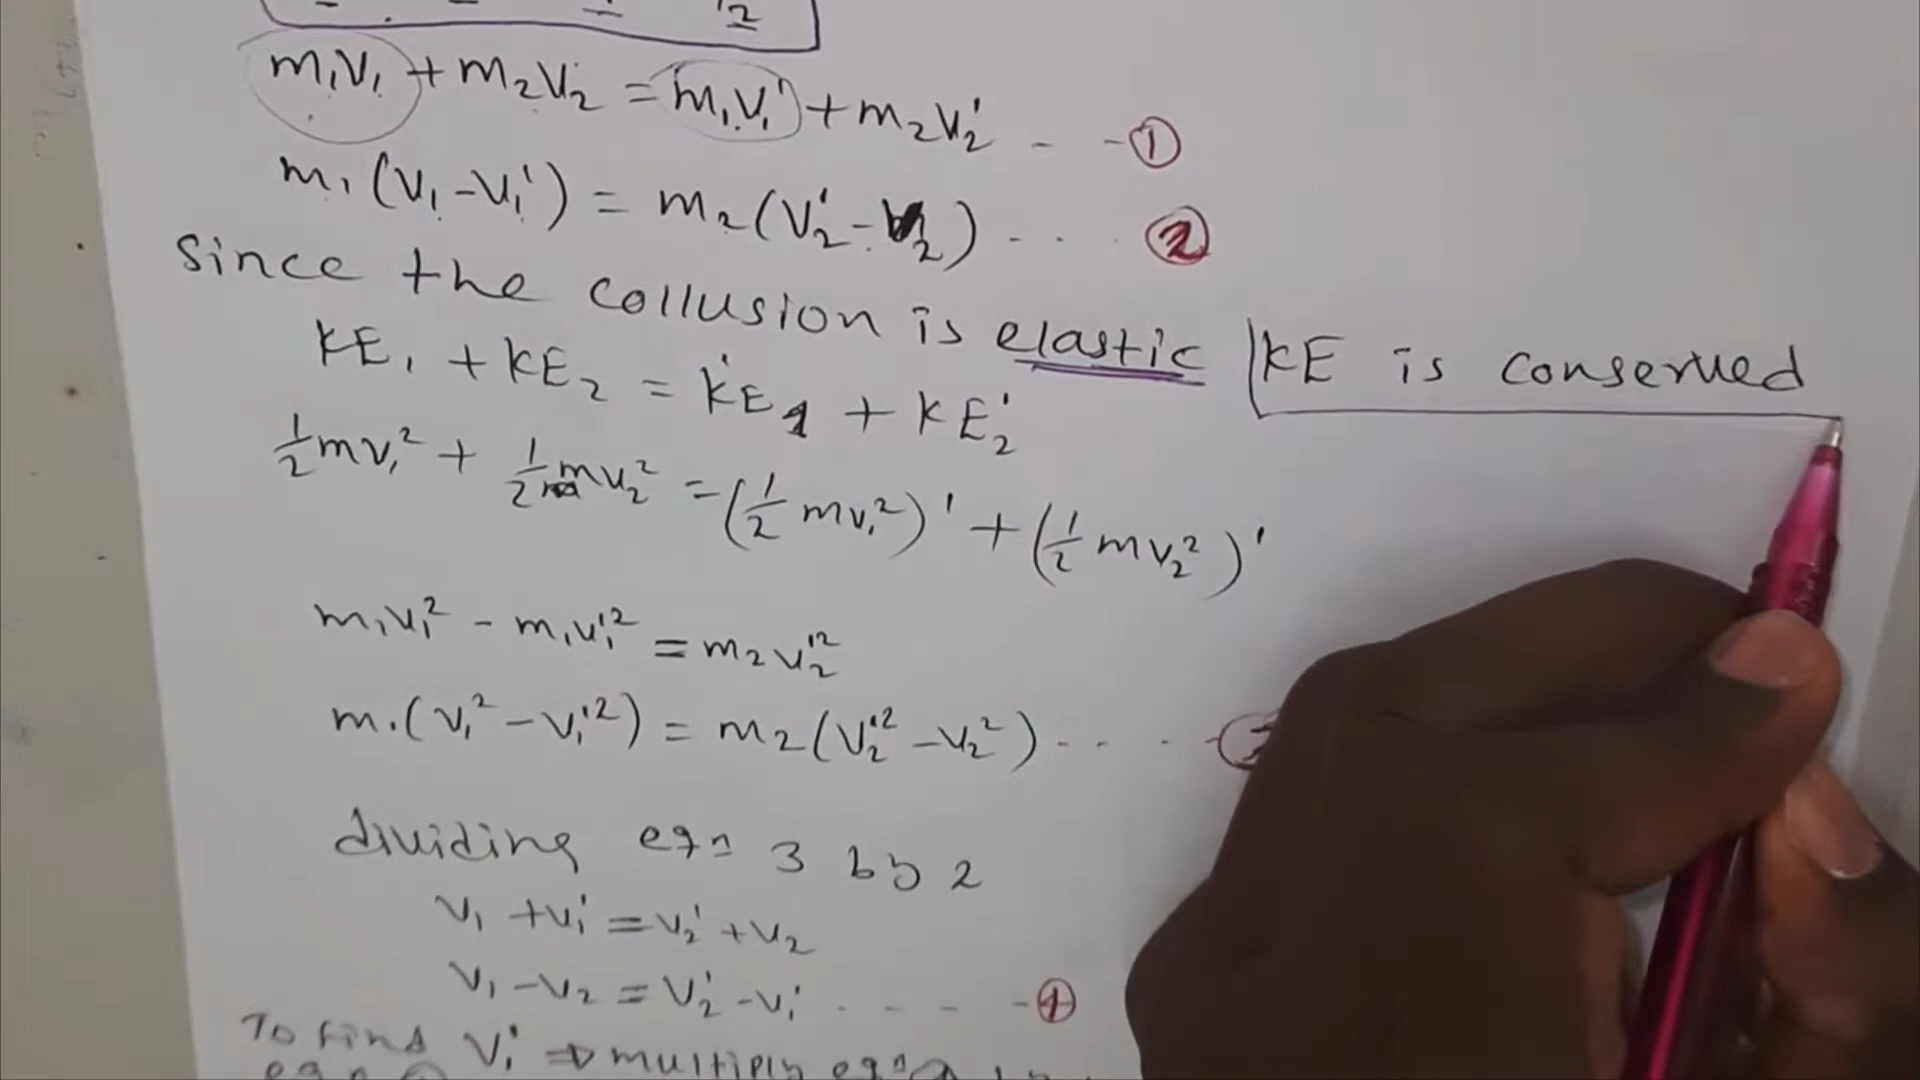 m₁v₁ + m₂v₂ = m₁v₁' + m₂v₂' - - ①
m₁(v₁ - v₁') = m₂(v₂' - v₂) - - - ②
Since the collusion is elastic | KE is conserved
KE₁ + KE₂ = KE₁' + KE₂'
½mv₁² + ½mv₂² = (½mv₁²)' + (½mv₂²)'
m₁v₁² - m₁v₁'² = m₂v₂'²
m₁(v₁² - v₁'²) = m₂(v₂'² - v₂²) - - - -
dividing eqn 3 by 2
v₁ + v₁' = v₂' + v₂
v₁ - v₂ = v₂' - v₁' - - - - ④
To find v₁' ⇒ multiply eqn
eqn